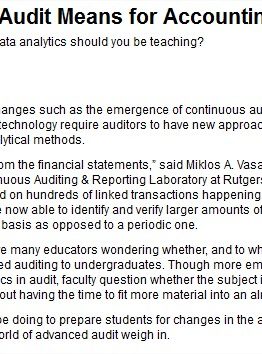 Audit Means for Accountin
ata analytics should you be teaching?
anges such as the emergence of continuous au
technology require auditors to have new approac
lytical methods.
om the financial statements,” said Miklos A. Vasa
nuous Auditing & Reporting Laboratory at Rutgers
d on hundreds of linked transactions happening
e now able to identify and verify larger amounts of
basis as opposed to a periodic one.
re many educators wondering whether, and to wh
ed auditing to undergraduates. Though more em
cs in audit, faculty question whether the subject i
out having the time to fit more material into an alr
be doing to prepare students for changes in the a
orld of advanced audit weigh in.